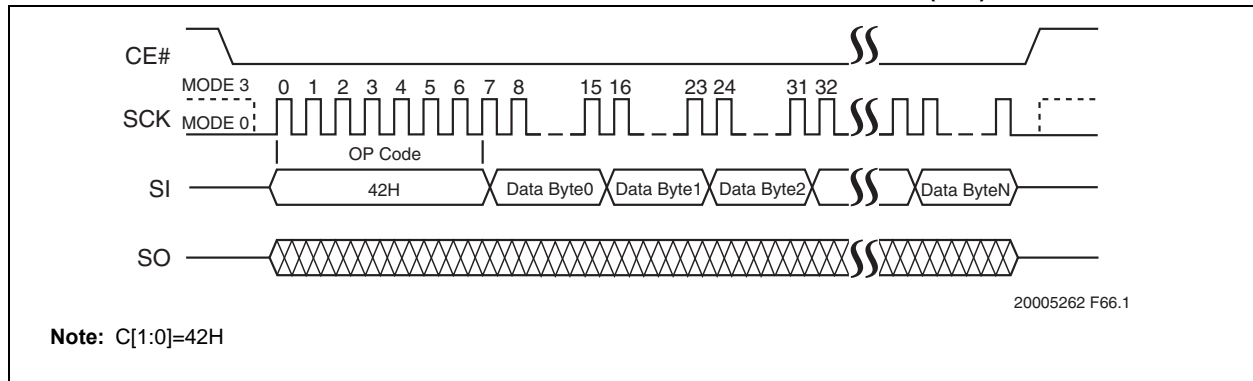 CE#
MODE 3 0 1 2 3 4 5 6 7 8 15 16 23 24 31 32
SCK MODE 0
OP Code
SI 42H Data Byte0 Data Byte1 Data Byte2 Data ByteN
SO
20005262 F66.1
Note: C[1:0]=42H